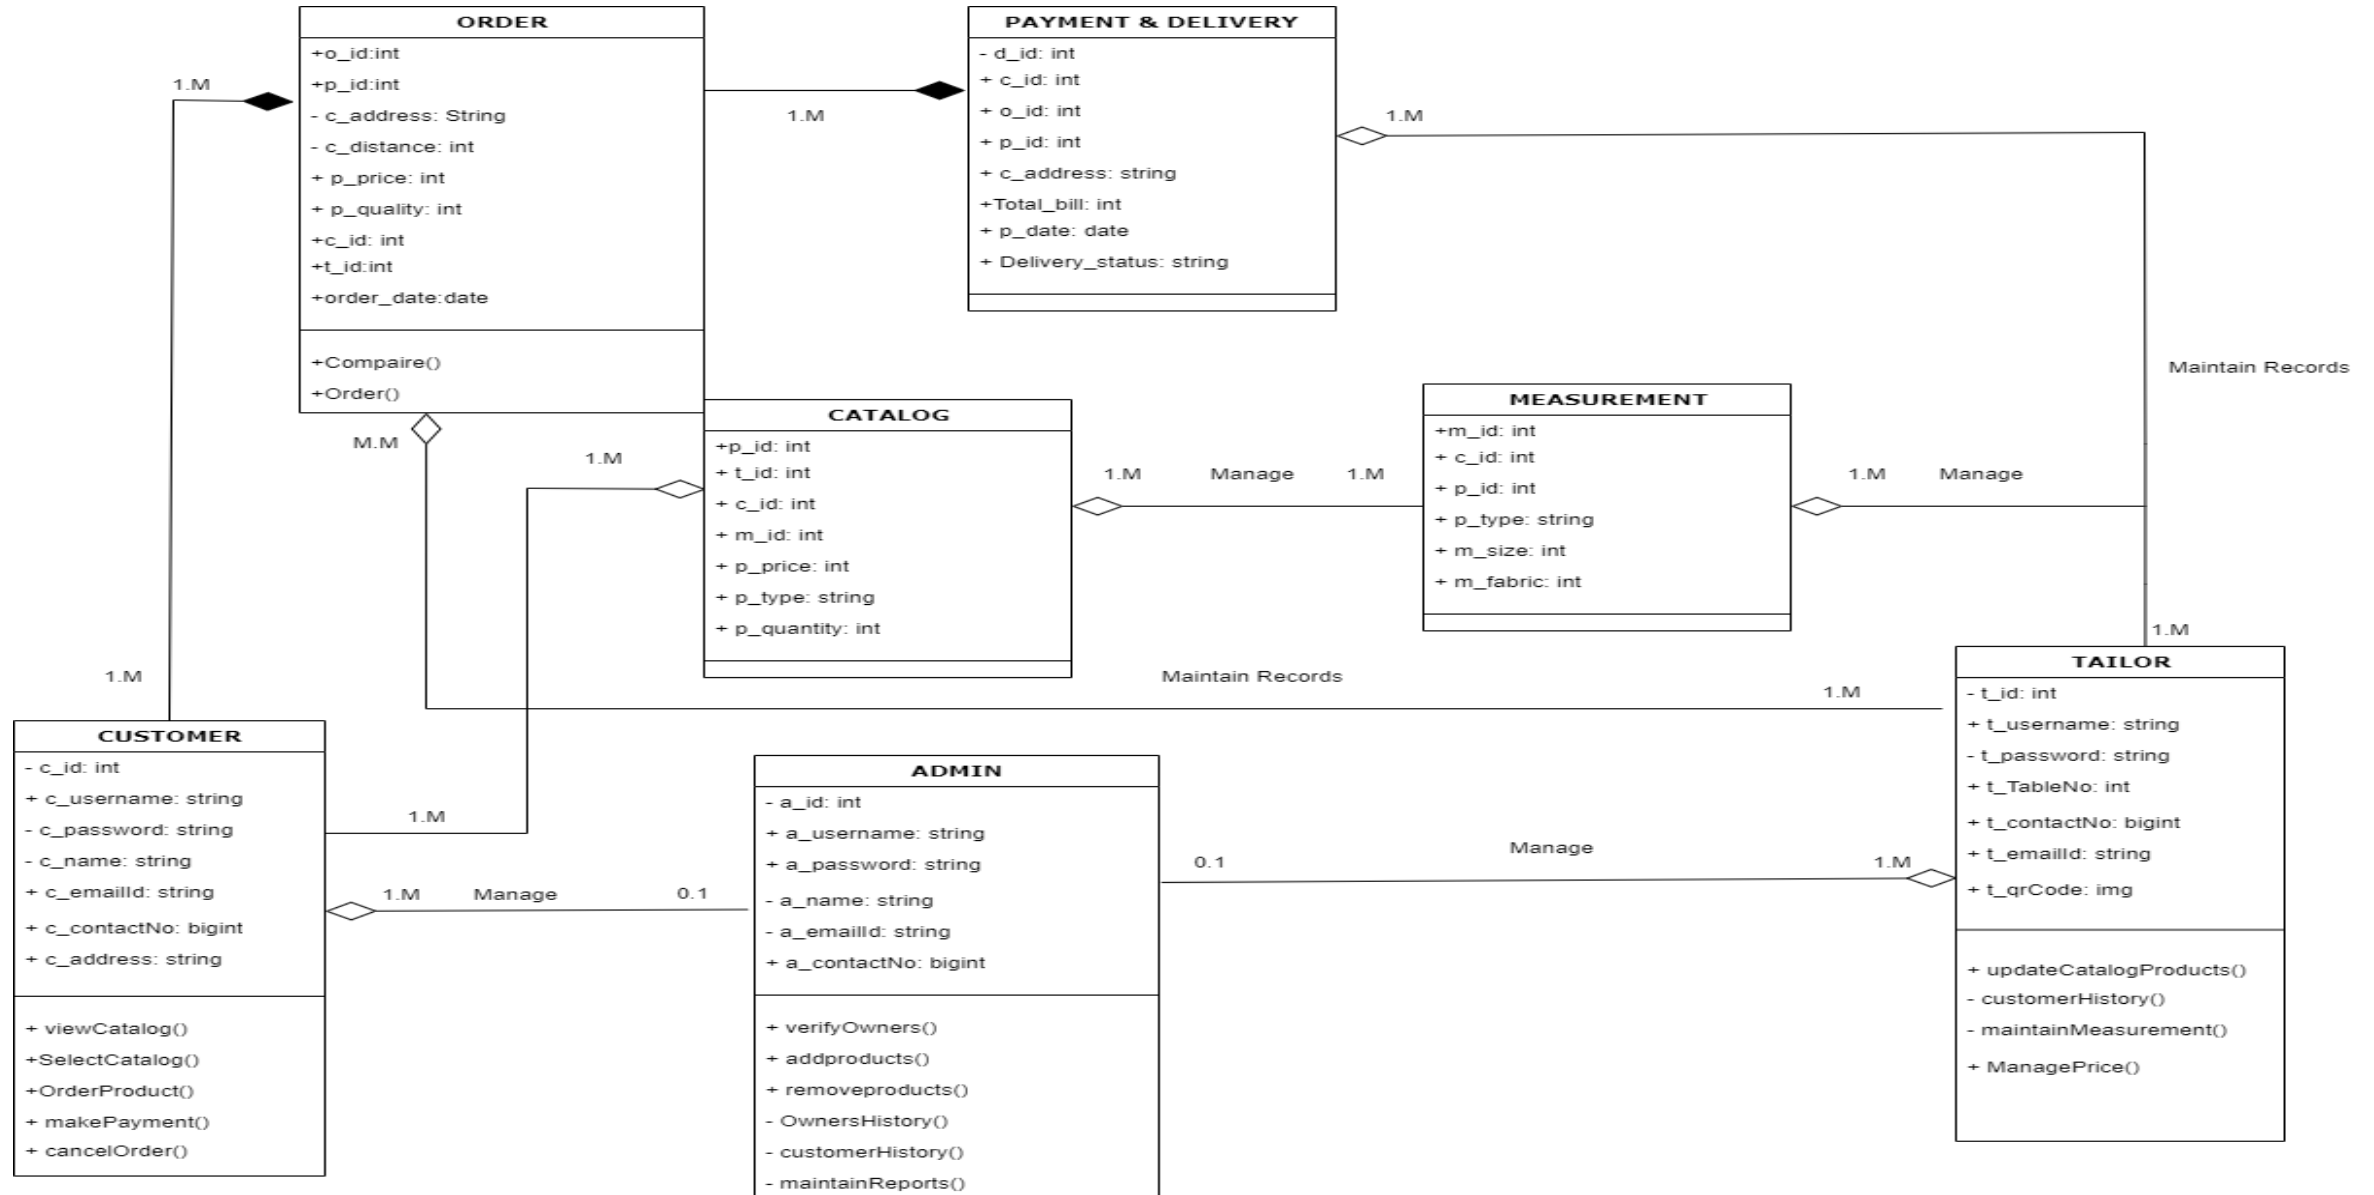 ORDER
+o_id:int
+p_id:int
- c_address: String
- c_distance: int
+ p_price: int
+ p_quality: int
+c_id: int
+t_id:int
+order_date:date
+Compaire()
+Order()
PAYMENT & DELIVERY
- d_id: int
+ c_id: int
+ o_id: int
+ p_id: int
+ c_address: string
+Total_bill: int
+ p_date: date
+ Delivery_status: string
1.M
1.M
1.M
Maintain Records
M.M
1.M
CATALOG
+p_id: int
+ t_id: int
+ c_id: int
+ m_id: int
+ p_price: int
+ p_type: string
+ p_quantity: int
1.M Manage 1.M
MEASUREMENT
+m_id: int
+ c_id: int
+ p_id: int
+ p_type: string
+ m_size: int
+ m_fabric: int
1.M Manage
1.M
1.M
Maintain Records
1.M
CUSTOMER
- c_id: int
+ c_username: string
- c_password: string
- c_name: string
+ c_emailId: string
+ c_contactNo: bigint
+ c_address: string
+ viewCatalog()
+SelectCatalog()
+OrderProduct()
+ makePayment()
+ cancelOrder()
1.M
1.M Manage 0.1
ADMIN
- a_id: int
+ a_username: string
+ a_password: string
- a_name: string
- a_emailId: string
+ a_contactNo: bigint
+ verifyOwners()
+ addproducts()
+ removeproducts()
- OwnersHistory()
- customerHistory()
- maintainReports()
0.1 Manage 1.M
TAILOR
- t_id: int
+ t_username: string
- t_password: string
+ t_TableNo: int
+ t_contactNo: bigint
+ t_emailId: string
+ t_qrCode: img
+ updateCatalogProducts()
- customerHistory()
- maintainMeasurement()
+ ManagePrice()